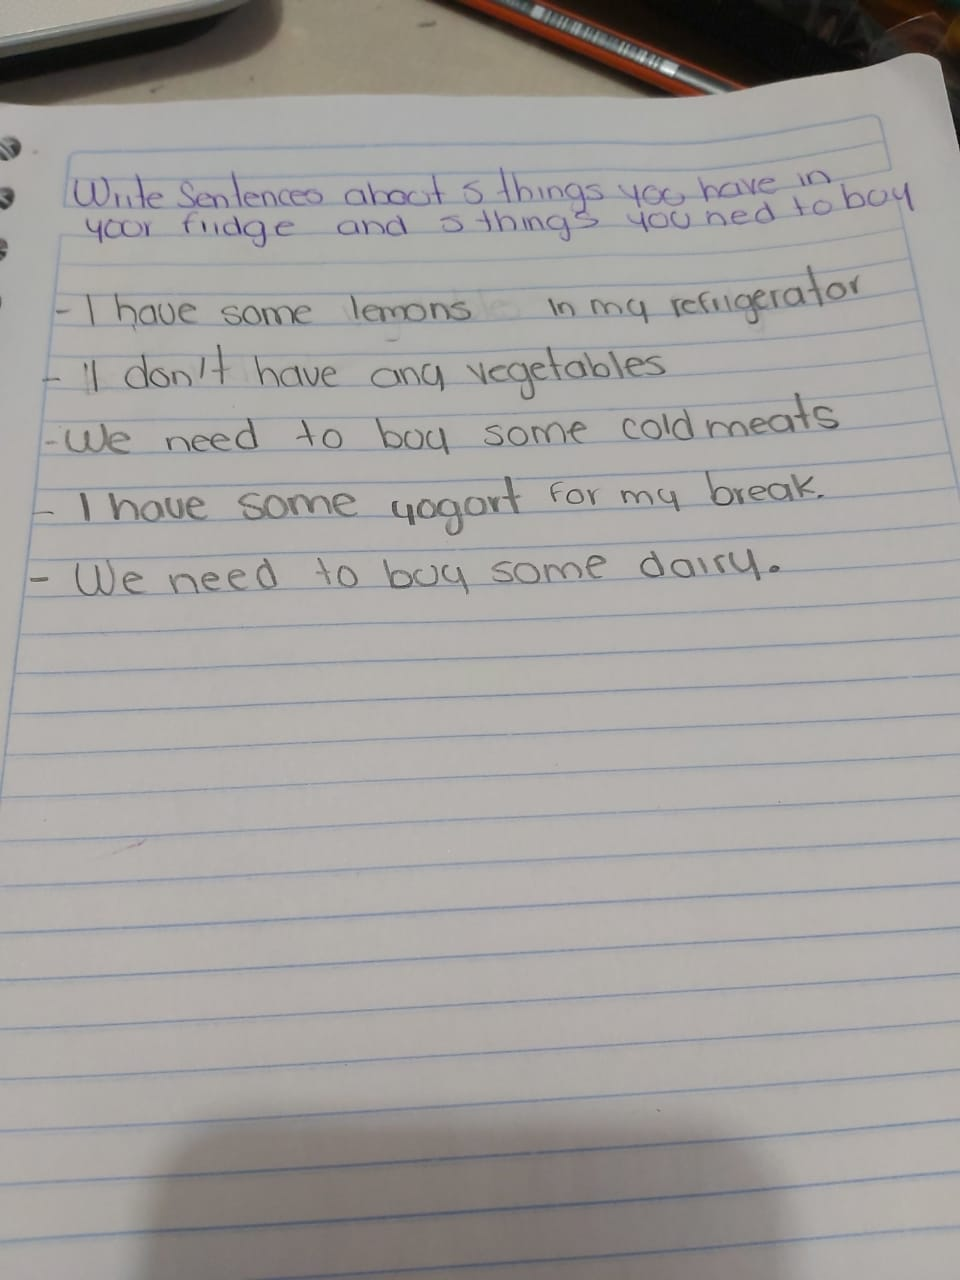 Write Sentences about 5 things you have in
your fridge and 5 things you ned to buy
- I have some lemons in my refrigerator
- I don't have any vegetables
- We need to buy some cold meats
- I have some yogurt for my break.
- We need to buy some dairy.